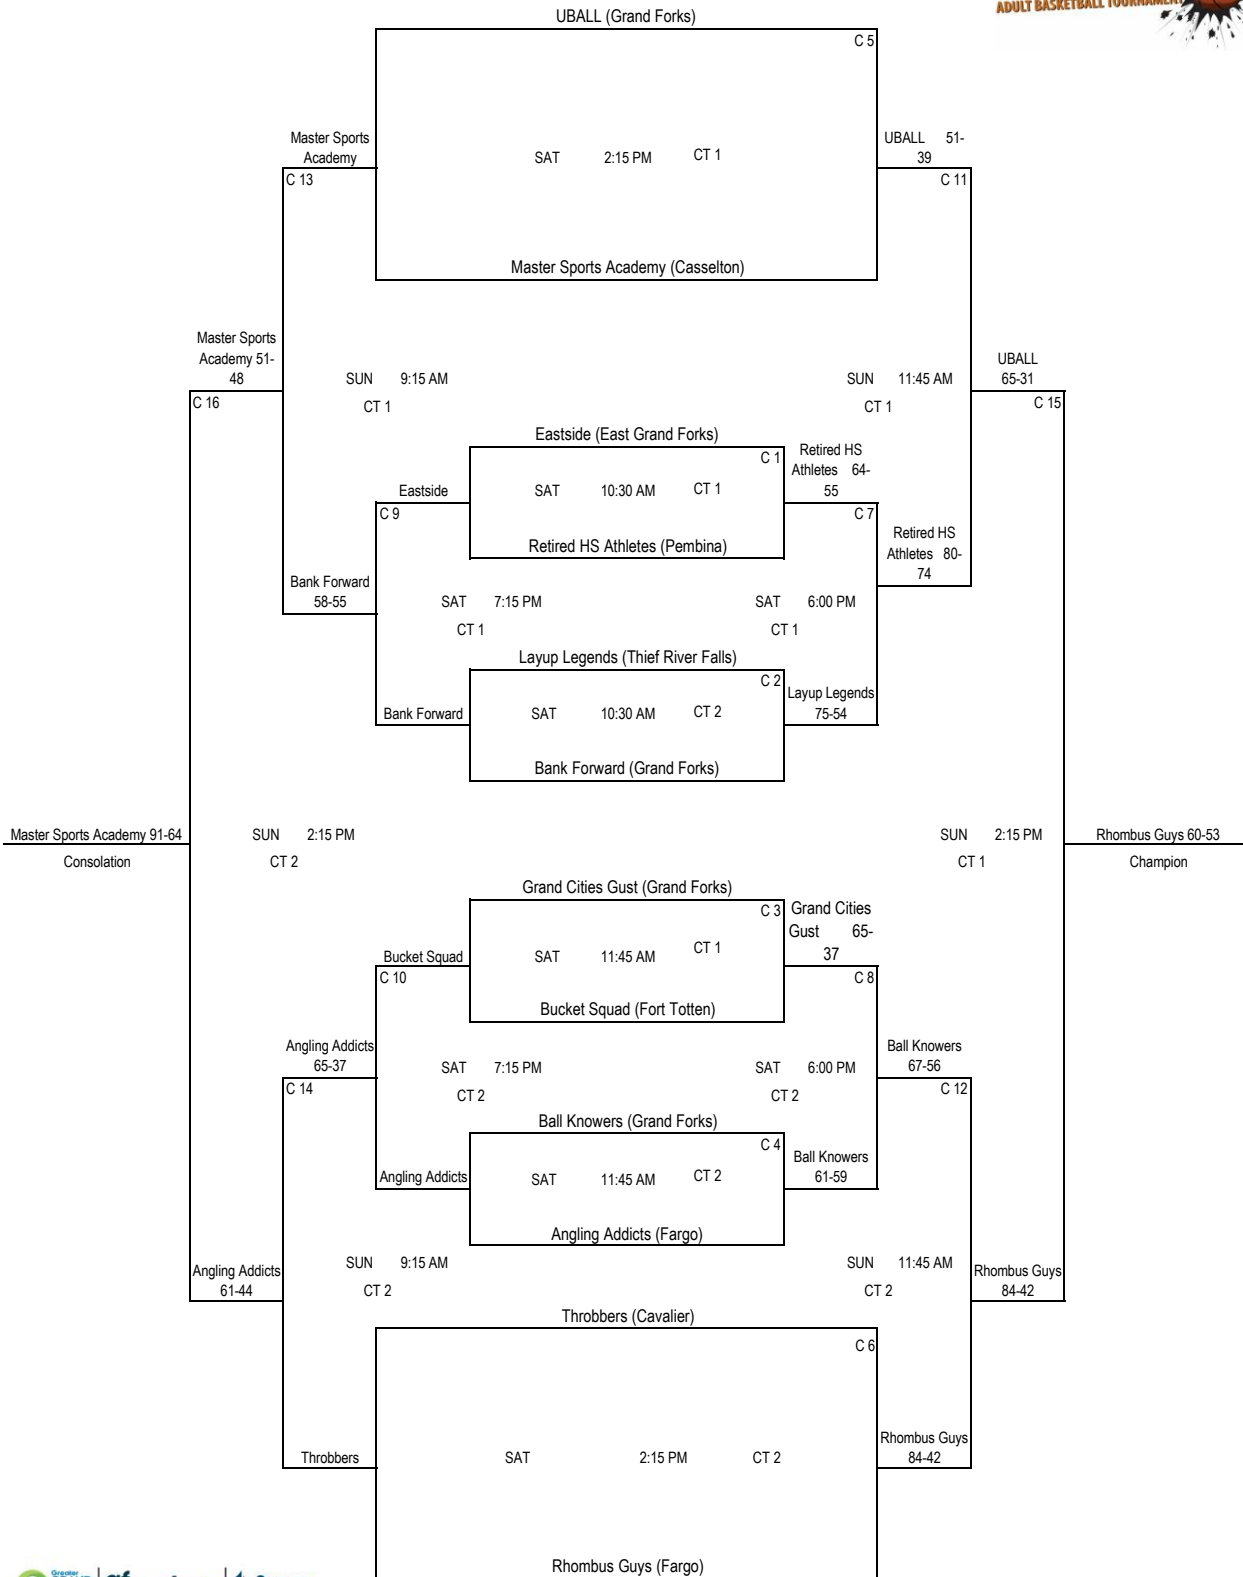 ADULT BASKETBALL TOURNAMENT
UBALL (Grand Forks)
C 5
Master Sports
Academy
C 13
SAT 2:15 PM CT 1
UBALL 51-
39
C 11
Master Sports Academy (Casselton)
Master Sports
Academy 51-
48
C 16
SUN 9:15 AM
CT 1
SUN 11:45 AM
CT 1
UBALL
65-31
C 15
Eastside (East Grand Forks)
C 1
Eastside
C 9
SAT 10:30 AM CT 1
Retired HS
Athletes 64-
55
C 7
Retired HS Athletes (Pembina)
Retired HS
Athletes 80-
74
Bank Forward
58-55
SAT 7:15 PM
CT 1
SAT 6:00 PM
CT 1
Layup Legends (Thief River Falls)
C 2
Bank Forward
SAT 10:30 AM CT 2
Layup Legends
75-54
Bank Forward (Grand Forks)
Master Sports Academy 91-64
Consolation
SUN 2:15 PM
CT 2
SUN 2:15 PM
CT 1
Rhombus Guys 60-53
Champion
Grand Cities Gust (Grand Forks)
C 3
Bucket Squad
C 10
SAT 11:45 AM CT 1
Grand Cities
Gust 65-
37
C 8
Bucket Squad (Fort Totten)
Angling Addicts
65-37
C 14
SAT 7:15 PM
CT 2
SAT 6:00 PM
CT 2
Ball Knowers
67-56
C 12
Ball Knowers (Grand Forks)
C 4
Angling Addicts
SAT 11:45 AM CT 2
Ball Knowers
61-59
Angling Addicts (Fargo)
Angling Addicts
61-44
SUN 9:15 AM
CT 2
SUN 11:45 AM
CT 2
Rhombus Guys
84-42
Throbbers (Cavalier)
C 6
Throbbers
SAT 2:15 PM CT 2
Rhombus Guys
84-42
Rhombus Guys (Fargo)
Greater